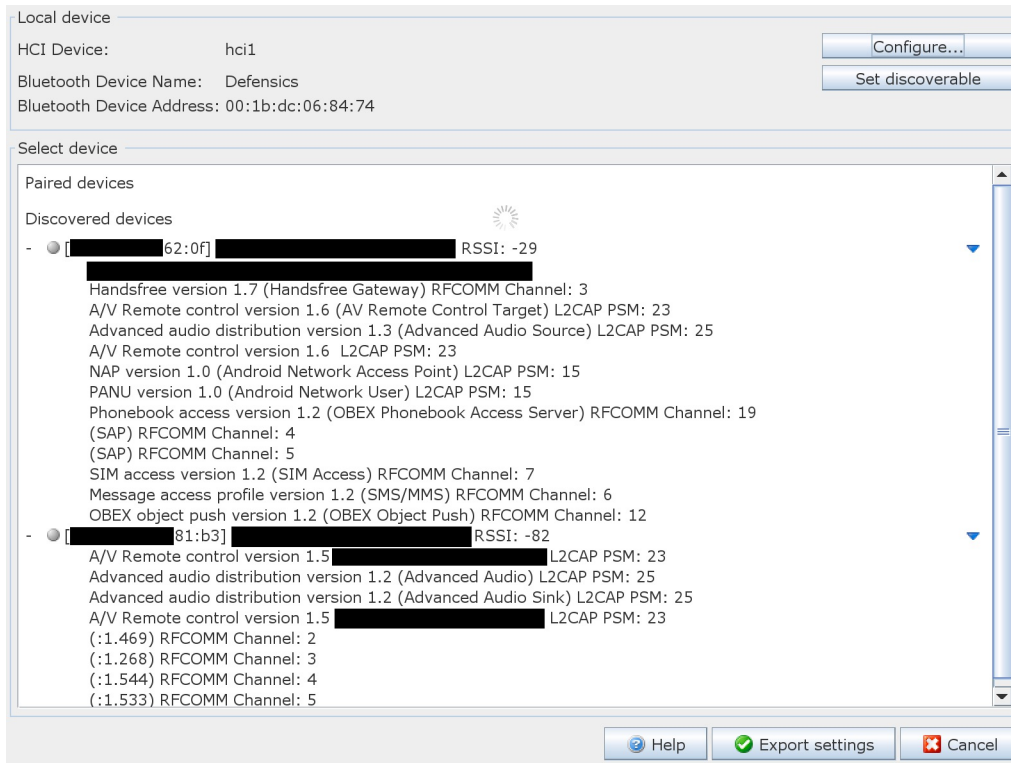 Local device
HCI Device: hci1
Configure...
Bluetooth Device Name: Defensics
Set discoverable
Bluetooth Device Address: 00:1b:dc:06:84:74
Select device
Paired devices
Discovered devices
- [ 62:0f] RSSI: -29
Handsfree version 1.7 (Handsfree Gateway) RFCOMM Channel: 3
A/V Remote control version 1.6 (AV Remote Control Target) L2CAP PSM: 23
Advanced audio distribution version 1.3 (Advanced Audio Source) L2CAP PSM: 25
A/V Remote control version 1.6  L2CAP PSM: 23
NAP version 1.0 (Android Network Access Point) L2CAP PSM: 15
PANU version 1.0 (Android Network User) L2CAP PSM: 15
Phonebook access version 1.2 (OBEX Phonebook Access Server) RFCOMM Channel: 19
(SAP) RFCOMM Channel: 4
(SAP) RFCOMM Channel: 5
SIM access version 1.2 (SIM Access) RFCOMM Channel: 7
Message access profile version 1.2 (SMS/MMS) RFCOMM Channel: 6
OBEX object push version 1.2 (OBEX Object Push) RFCOMM Channel: 12
- [ 81:b3] RSSI: -82
A/V Remote control version 1.5 L2CAP PSM: 23
Advanced audio distribution version 1.2 (Advanced Audio) L2CAP PSM: 25
Advanced audio distribution version 1.2 (Advanced Audio Sink) L2CAP PSM: 25
A/V Remote control version 1.5 L2CAP PSM: 23
(:1.469) RFCOMM Channel: 2
(:1.268) RFCOMM Channel: 3
(:1.544) RFCOMM Channel: 4
(:1.533) RFCOMM Channel: 5
Help
Export settings
Cancel